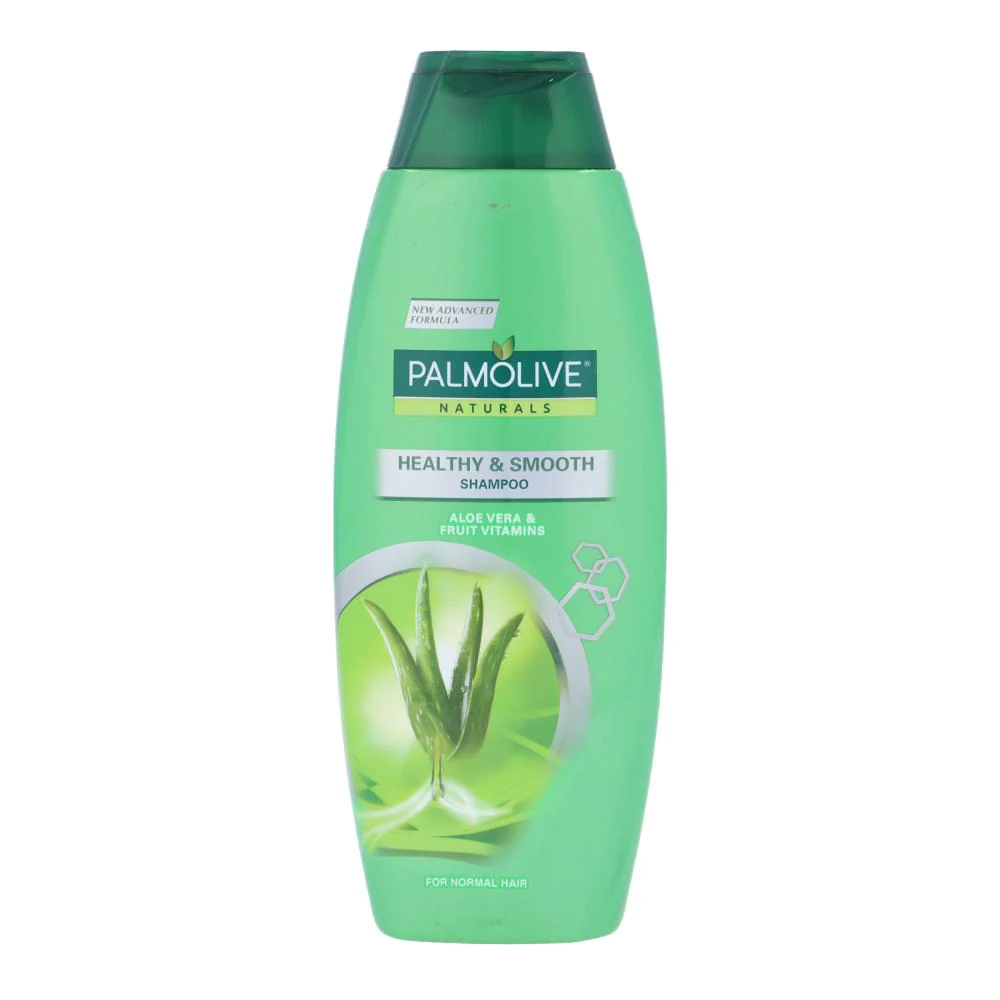 NEW ADVANCED
FORMULA
PALMOLIVE®
NATURALS
HEALTHY & SMOOTH
SHAMPOO
ALOE VERA &
FRUIT VITAMINS
FOR NORMAL HAIR